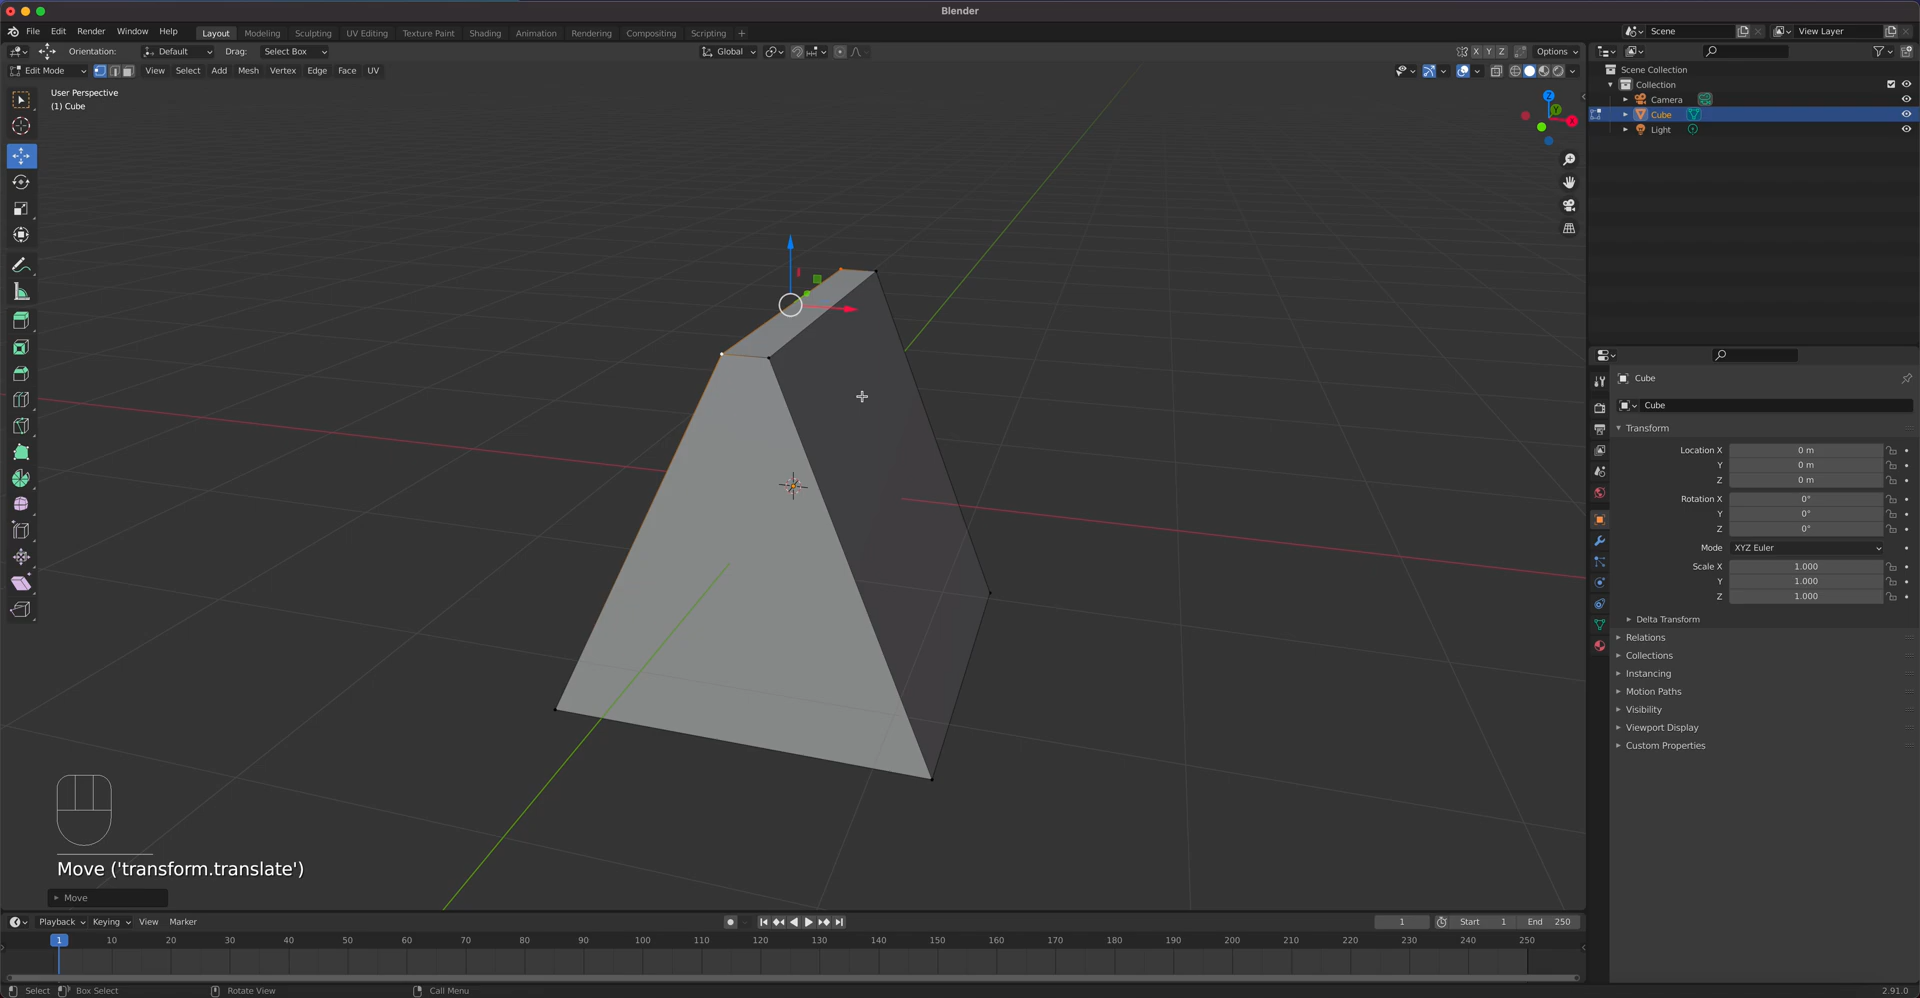 Blender
File Edit Render Window Help Layout Modeling Sculpting UV Editing Texture Paint Shading Animation Rendering Compositing Scripting + Scene View Layer
Orientation: Default Drag: Select Box Global X Y Z Options
Edit Mode View Select Add Mesh Vertex Edge Face UV
User Perspective
(1) Cube
Z
Y
X
Scene Collection
Collection
Camera
Cube
Light
Cube
Cube
Transform
Location X 0 m
Y 0 m
Z 0 m
Rotation X 0°
Y 0°
Z 0°
Mode XYZ Euler
Scale X 1.000
Y 1.000
Z 1.000
Delta Transform
Relations
Collections
Instancing
Motion Paths
Visibility
Viewport Display
Custom Properties
Move ('transform.translate')
Move
Playback Keying View Marker 1 Start 1 End 250
1 10 20 30 40 50 60 70 80 90 100 110 120 130 140 150 160 170 180 190 200 210 220 230 240 250
Select Box Select Rotate View Call Menu 2.91.0